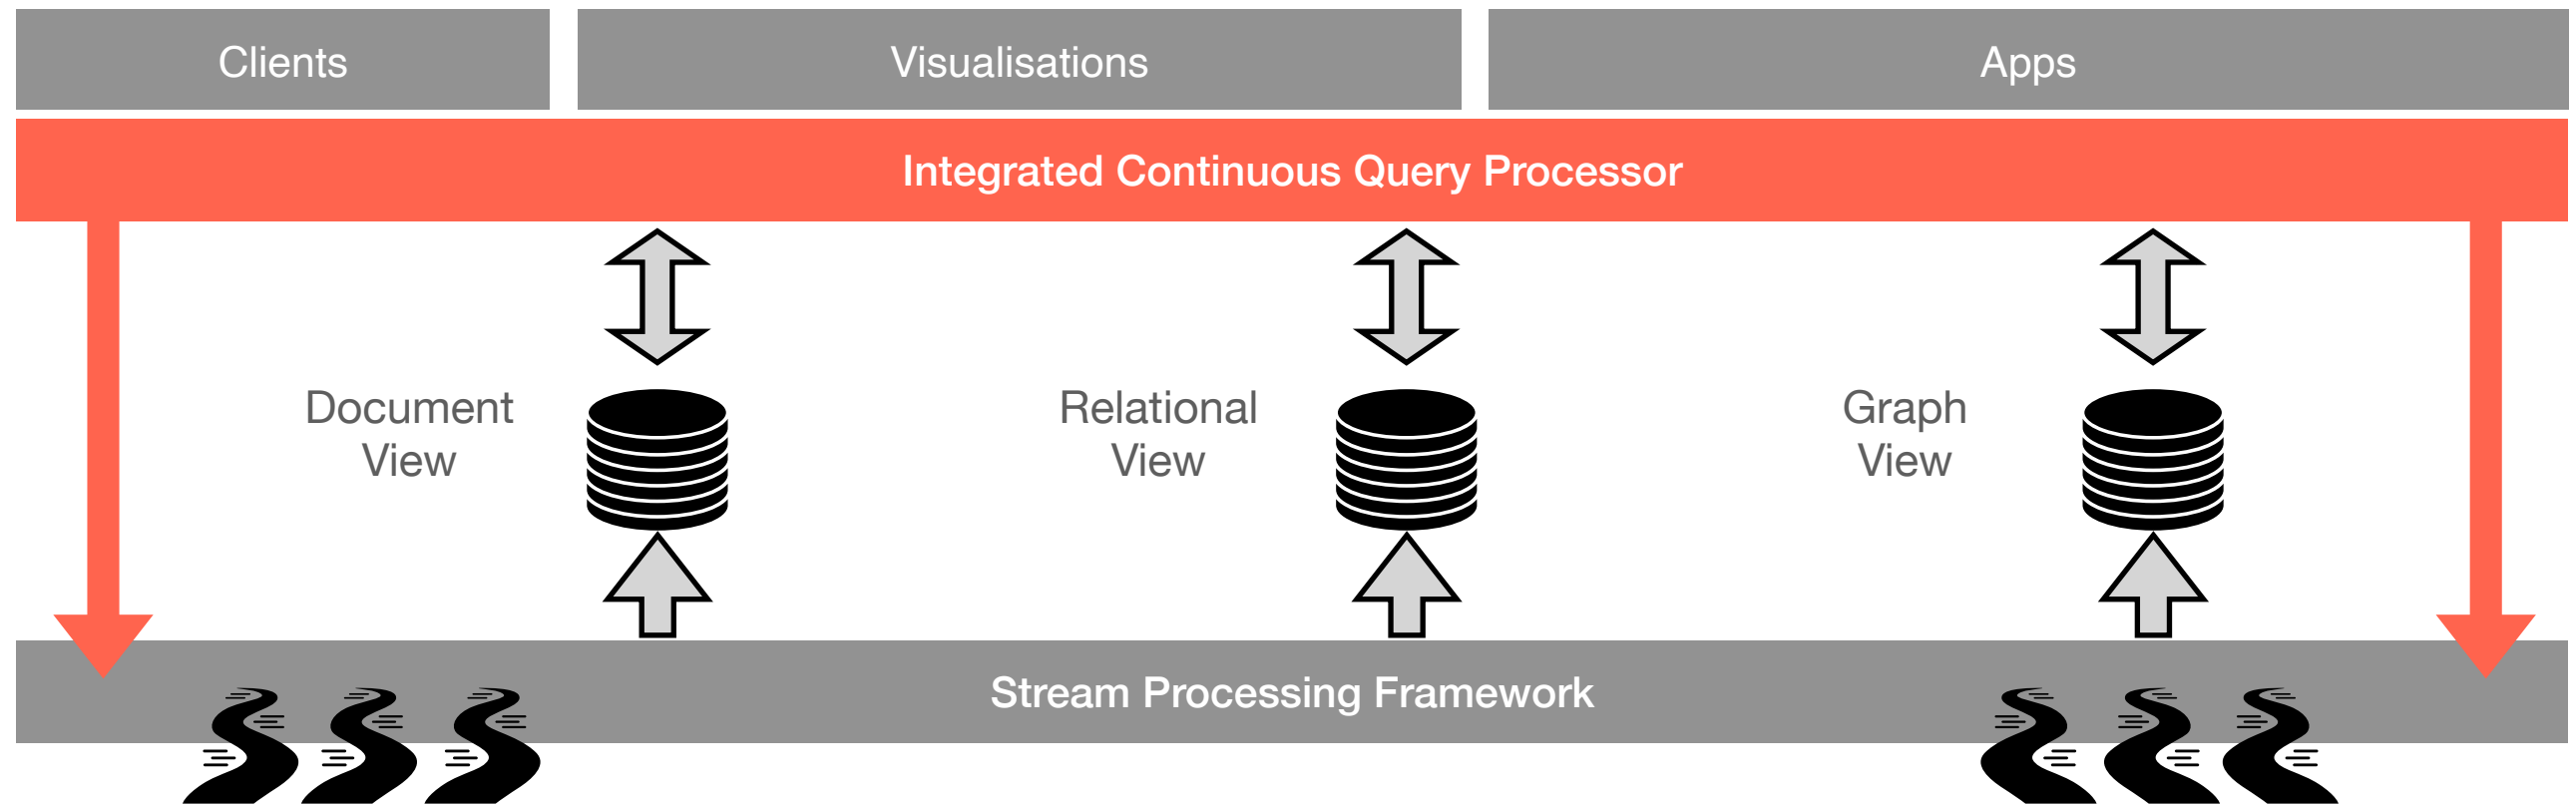 Clients
Visualisations
Apps
Integrated Continuous Query Processor
Document
View
Relational
View
Graph
View
Stream Processing Framework